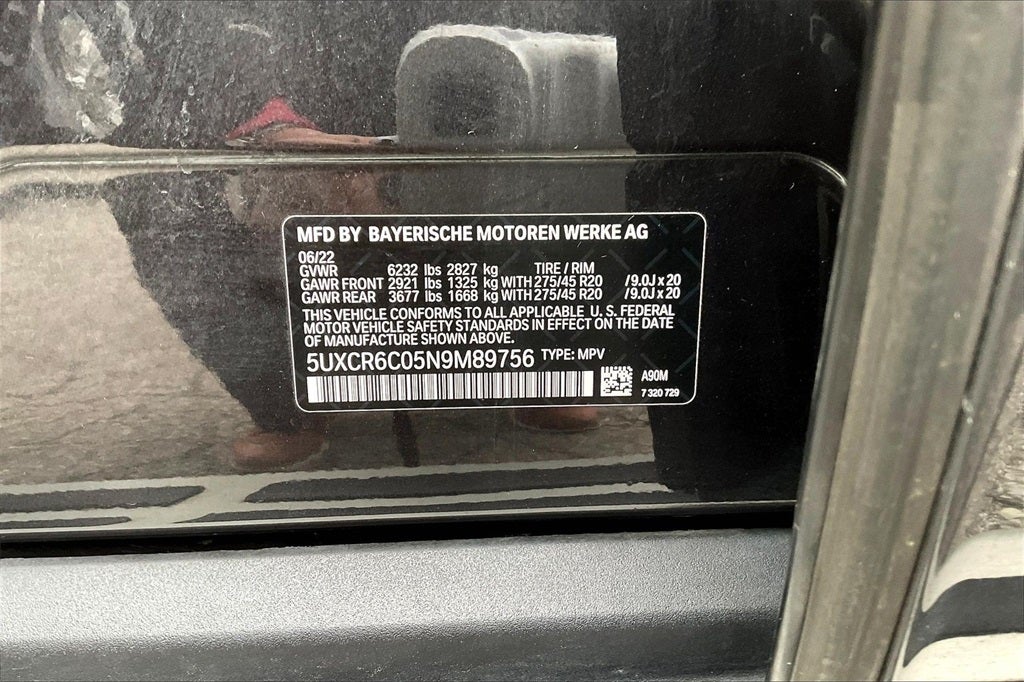 MFD BY BAYERISCHE MOTOREN WERKE AG
06/22
GVWR 6232 lbs 2827 kg TIRE / RIM
GAWR FRONT 2921 lbs 1325 kg WITH 275/45 R20 /9.0J x 20
GAWR REAR 3677 lbs 1668 kg WITH 275/45 R20 /9.0J x 20
THIS VEHICLE CONFORMS TO ALL APPLICABLE U. S. FEDERAL
MOTOR VEHICLE SAFETY STANDARDS IN EFFECT ON THE DATE
OF MANUFACTURE SHOWN ABOVE.
5UXCR6C05N9M89756 TYPE: MPV
A90M
7 320 729